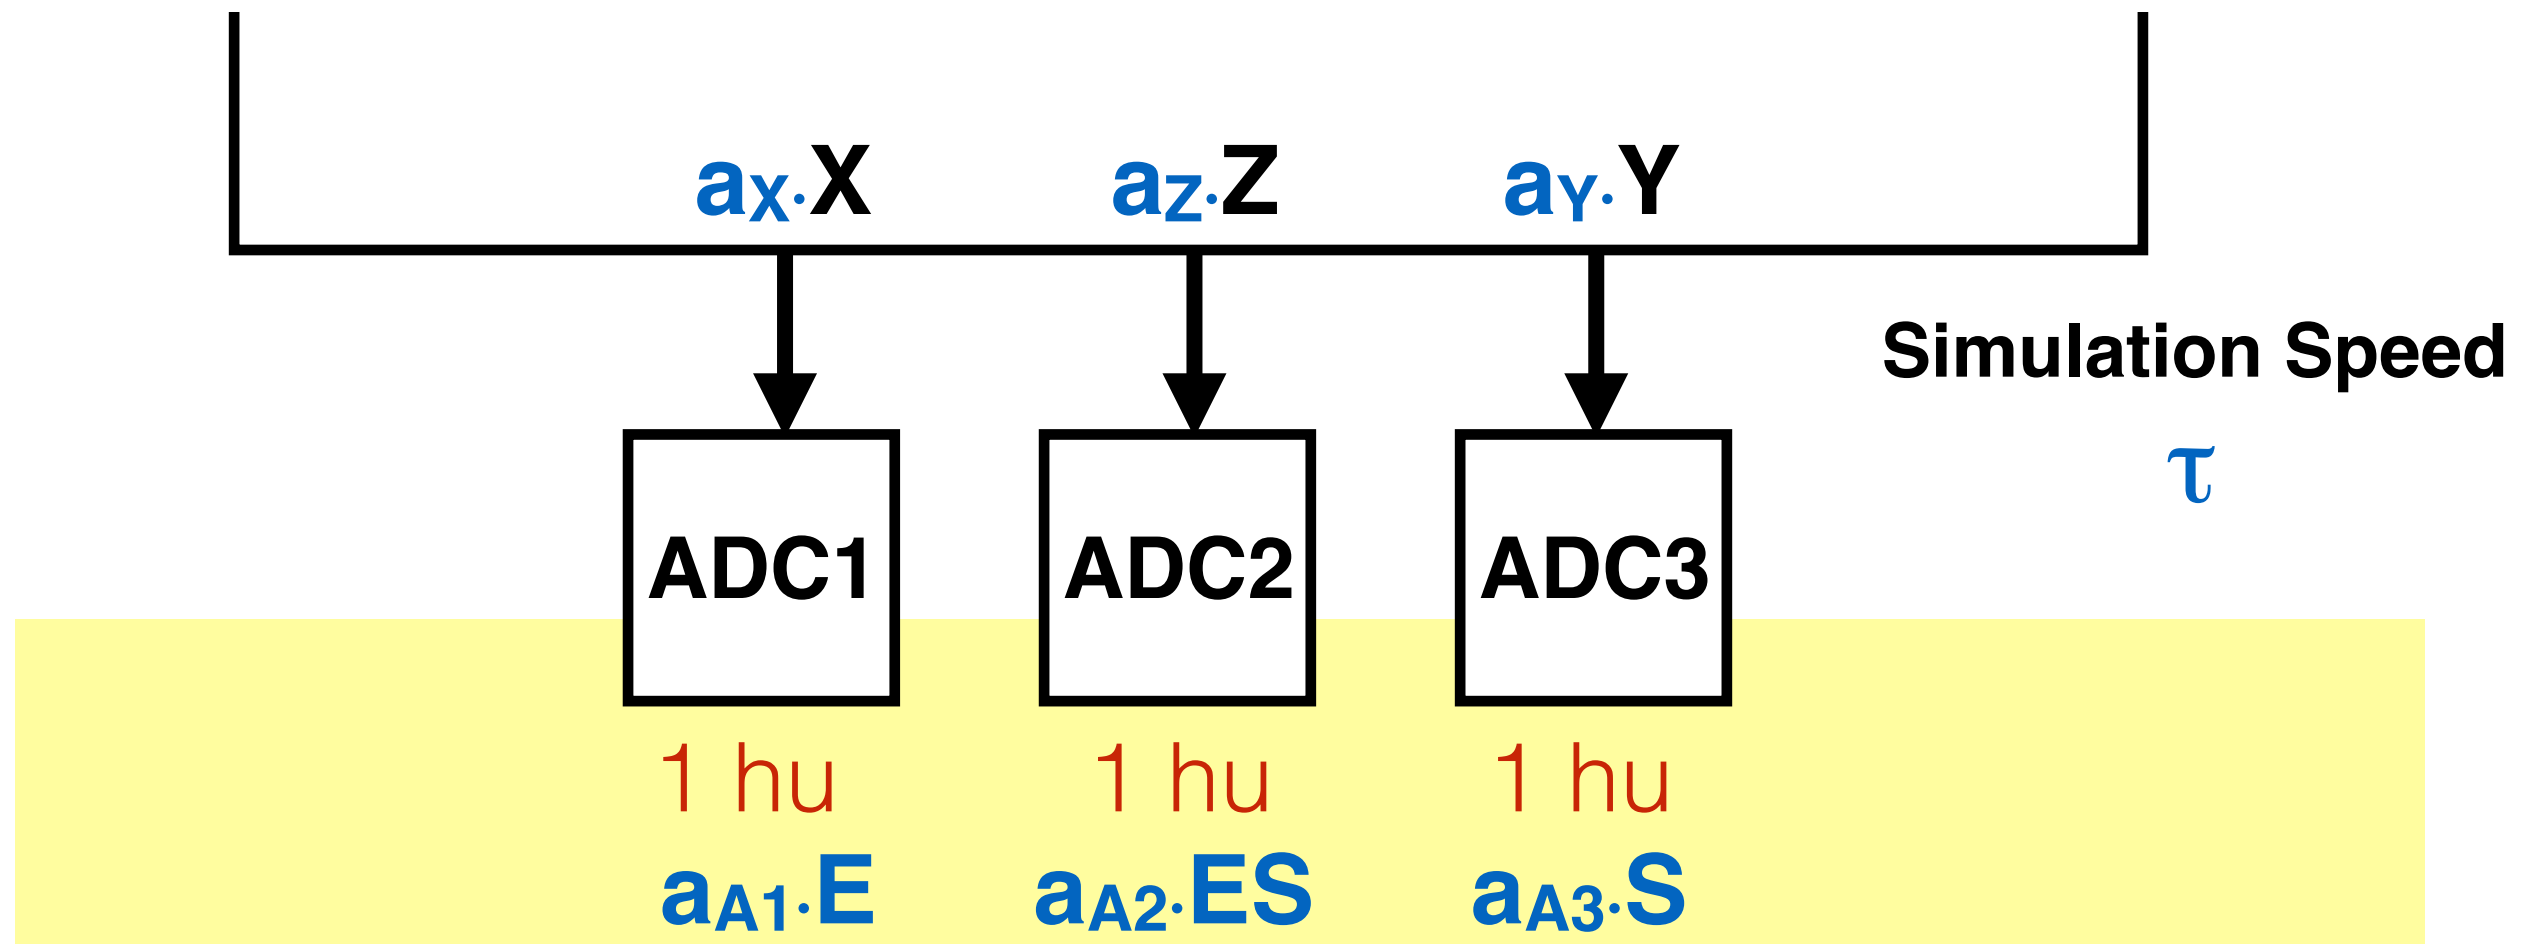 aX·X aZ·Z aY·Y
Simulation Speed
τ
ADC1 ADC2 ADC3
1 hu 1 hu 1 hu
aA1·E aA2·ES aA3·S